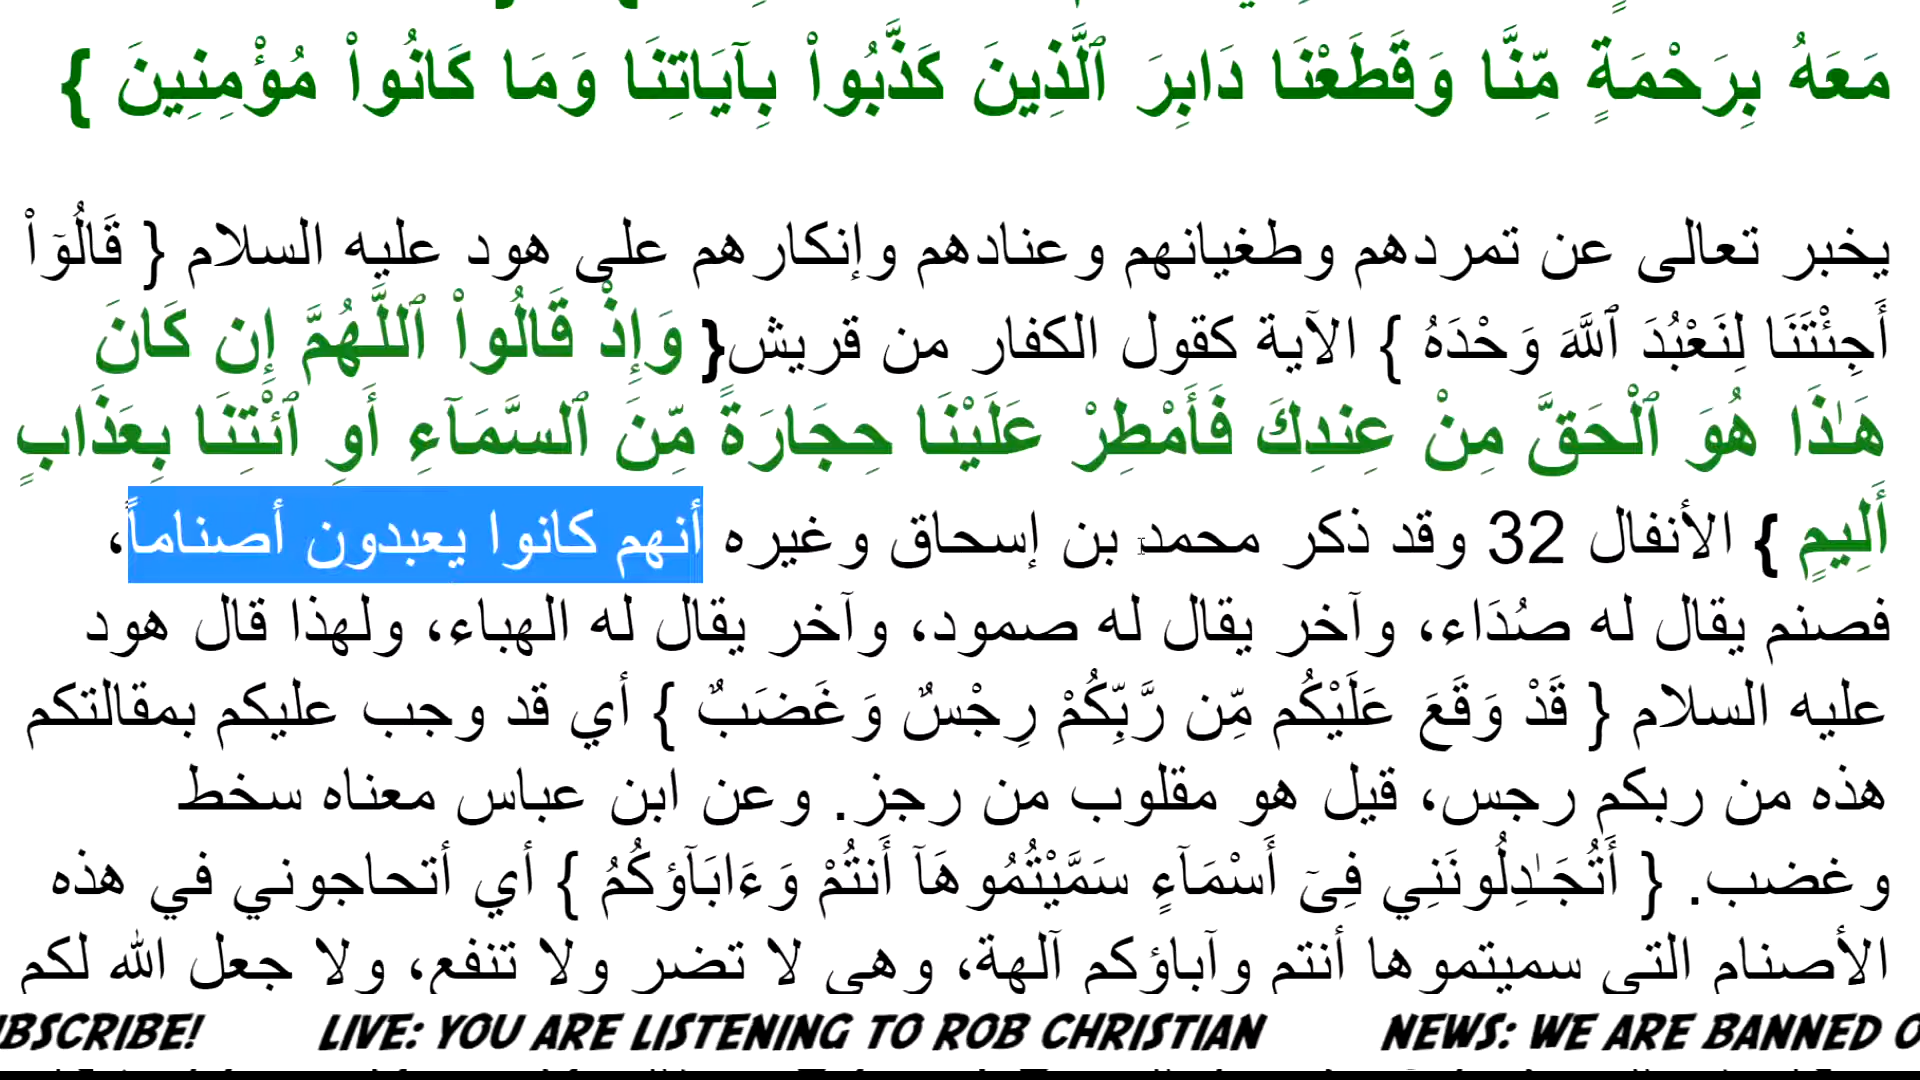 مَعَهُ بِرَحْمَةٍ مِّنَّا وَقَطَعْنَا دَابِرَ ٱلَّذِينَ كَذَّبُواْ بِآيَاتِنَا وَمَا كَانُواْ مُؤْمِنِينَ }
يخبر تعالى عن تمردهم وطغيانهم وعنادهم وإنكارهم على هود عليه السلام { قَالُوۤاْ
أَجِئْتَنَا لِنَعْبُدَ ٱللَّهَ وَحْدَهُ } الآية كقول الكفار من قريش{ وَإِذْ قَالُواْ ٱللَّهُمَّ إِن كَانَ
هَـٰذَا هُوَ ٱلْحَقَّ مِنْ عِندِكَ فَأَمْطِرْ عَلَيْنَا حِجَارَةً مِّنَ ٱلسَّمَآءِ أَوِ ٱئْتِنَا بِعَذَابٍ
أَلِيمٍ } الأنفال 32 وقد ذكر محمد بن إسحاق وغيره أنهم كانوا يعبدون أصناماً،
فصنم يقال له صُدَاء، وآخر يقال له صمود، وآخر يقال له الهباء، ولهذا قال هود
عليه السلام { قَدْ وَقَعَ عَلَيْكُم مِّن رَّبِّكُمْ رِجْسٌ وَغَضَبٌ } أي قد وجب عليكم بمقالتكم
هذه من ربكم رجس، قيل هو مقلوب من رجز. وعن ابن عباس معناه سخط
وغضب. { أَتُجَـٰدِلُونَنِي فِىۤ أَسْمَآءٍ سَمَّيْتُمُوهَآ أَنتُمْ وَءَابَآؤكُمُ } أي أتحاجوني في هذه
الأصنام التي سميتموها أنتم وآباؤكم آلهة، وهي لا تضر ولا تنفع، ولا جعل الله لكم
UBSCRIBE! LIVE: YOU ARE LISTENING TO ROB CHRISTIAN NEWS: WE ARE BANNED O